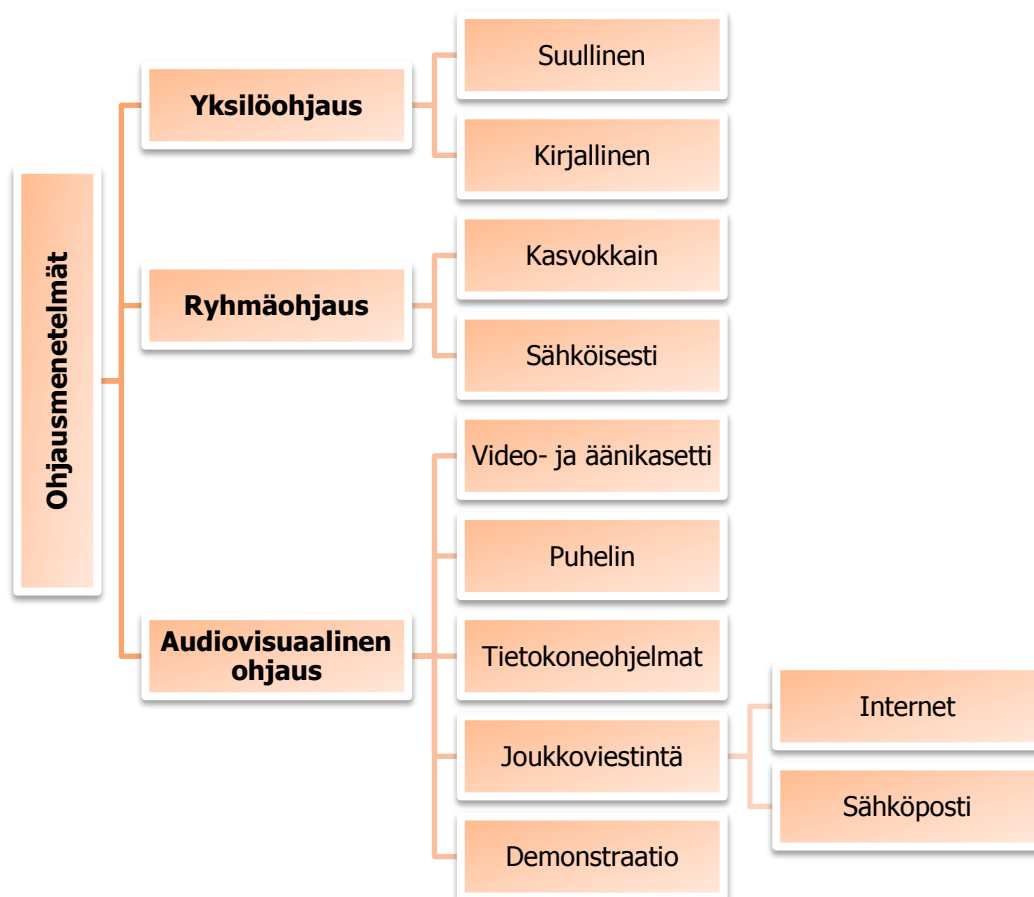 Ohjausmenetelmät
Yksilöohjaus
Suullinen
Kirjallinen
Ryhmäohjaus
Kasvokkain
Sähköisesti
Audiovisuaalinen
ohjaus
Video- ja äänikasetti
Puhelin
Tietokoneohjelmat
Joukkoviestintä
Internet
Sähköposti
Demonstraatio